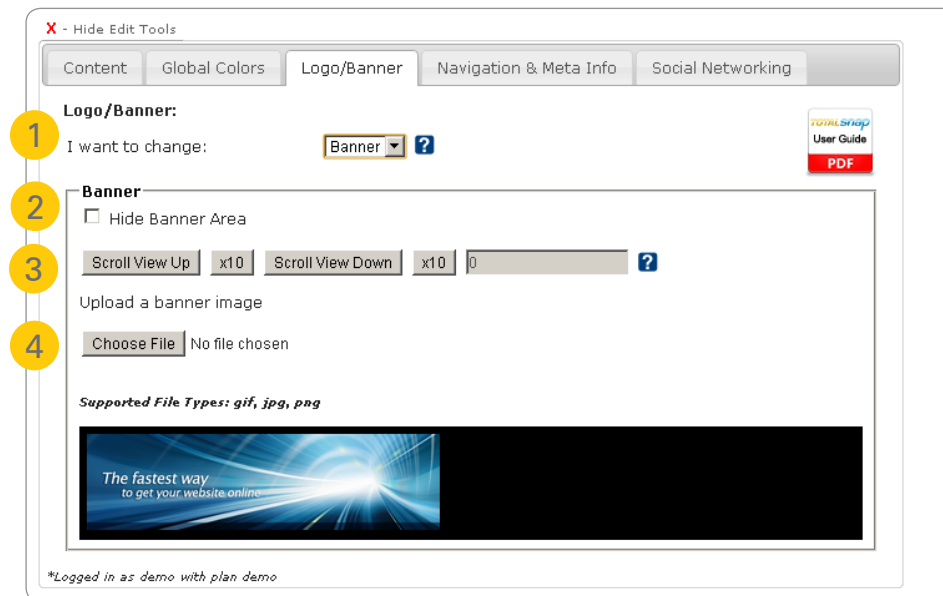 X - Hide Edit Tools
Content Global Colors Logo/Banner Navigation & Meta Info Social Networking
Logo/Banner:
1
I want to change: Banner ?
TOTALsnap
User Guide
PDF
Banner
2
Hide Banner Area
3
Scroll View Up x10 Scroll View Down x10 0 ?
Upload a banner image
4
Choose File No file chosen
Supported File Types: gif, jpg, png
The fastest way
to get your website online
*Logged in as demo with plan demo